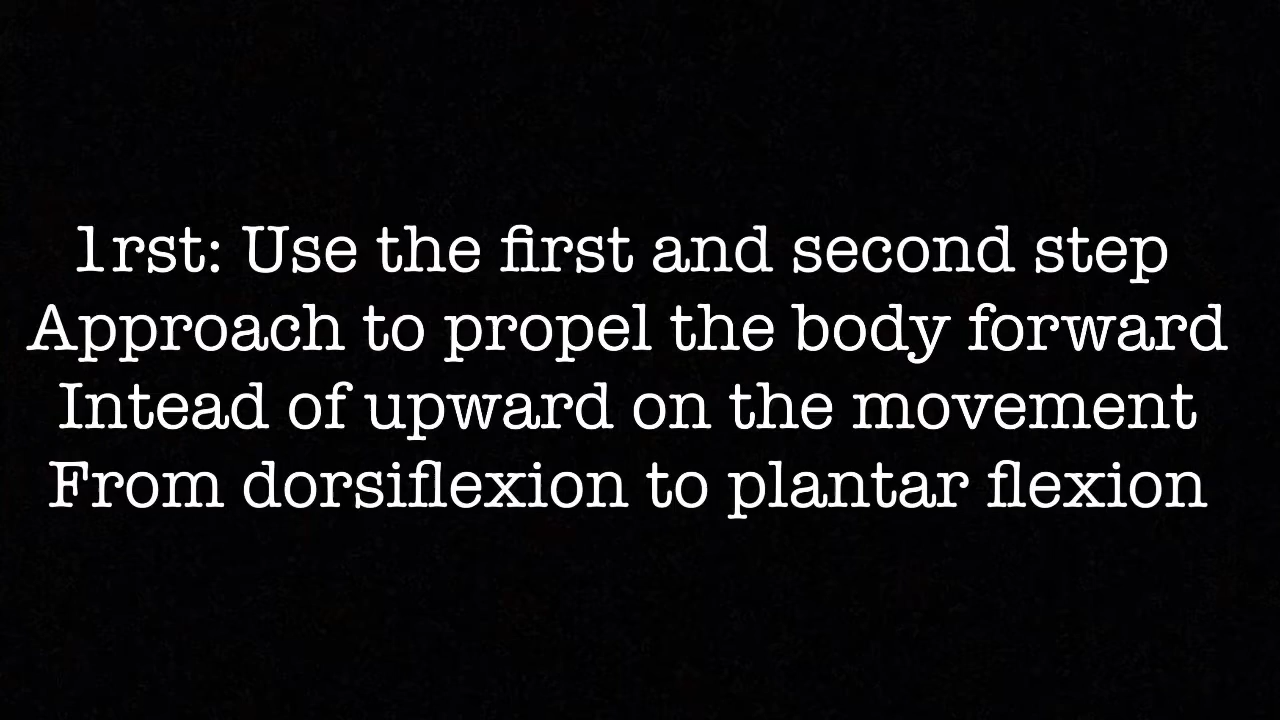 1rst: Use the first and second step
Approach to propel the body forward
Intead of upward on the movement
From dorsiflexion to plantar flexion